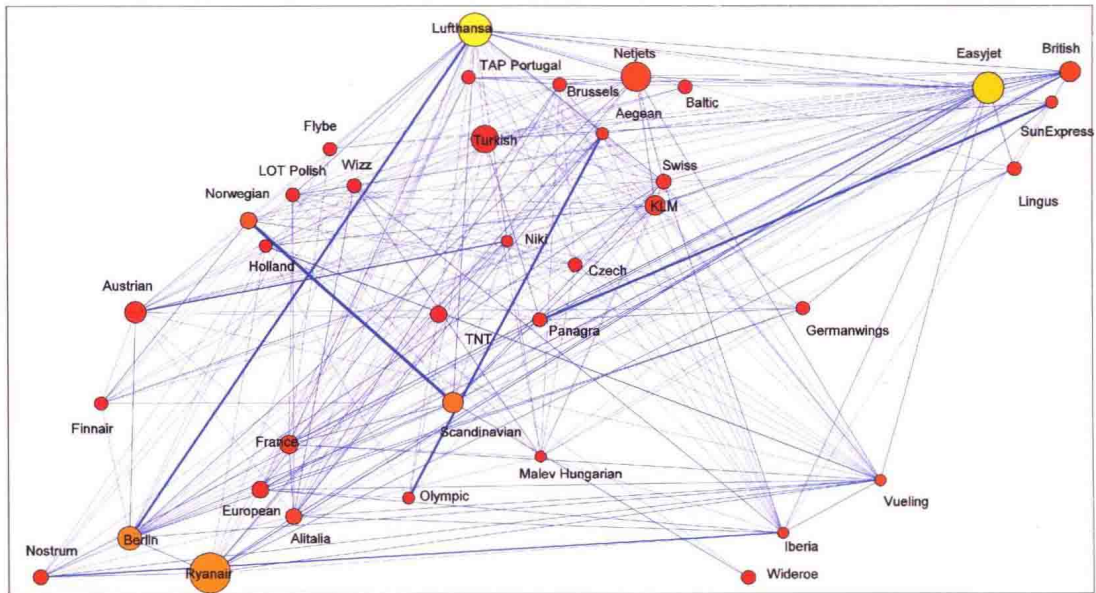 Lufthansa
Netjets
Easyjet
British
TAP Portugal
Brussels
Baltic
SunExpress
Aegean
Flybe
Turkish
LOT Polish
Wizz
Swiss
Lingus
Norwegian
KLM
Niki
Holland
Czech
Austrian
TNT
Panagra
Germanwings
Finnair
Scandinavian
France
Malev Hungarian
European
Olympic
Vueling
Alitalia
Berlin
Iberia
Nostrum
Ryanair
Wideroe